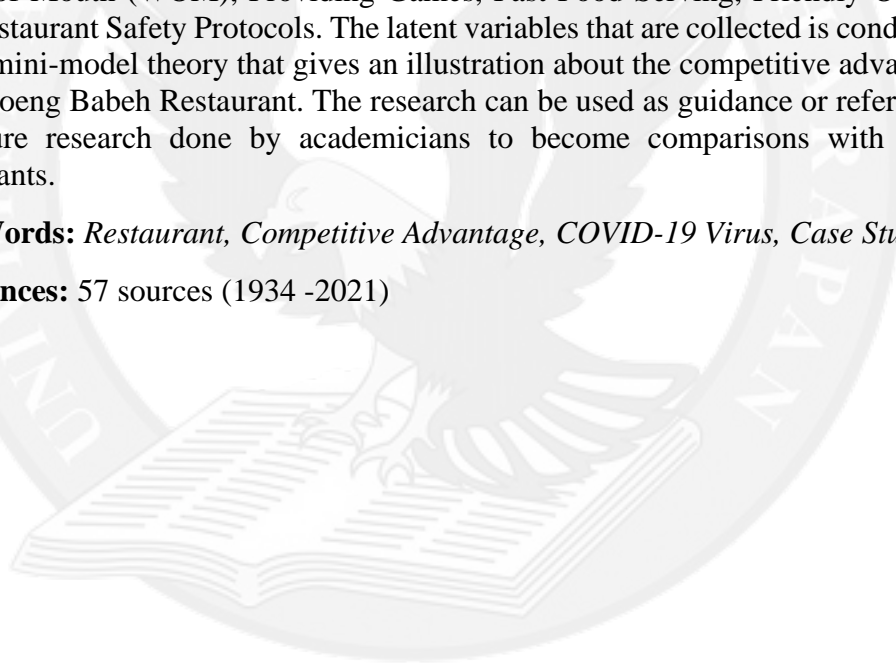 Mouth (WOM), Providing Games, Fast Food Serving, Friendly
staurant Safety Protocols. The latent variables that are collected is cond
mini-model theory that gives an illustration about the competitive adva
oeng Babeh Restaurant. The research can be used as guidance or refer
ure research done by academicians to become comparisons with
ants.
Words: Restaurant, Competitive Advantage, COVID-19 Virus, Case Stu
nces: 57 sources (1934 -2021)
UNI
RAPAN